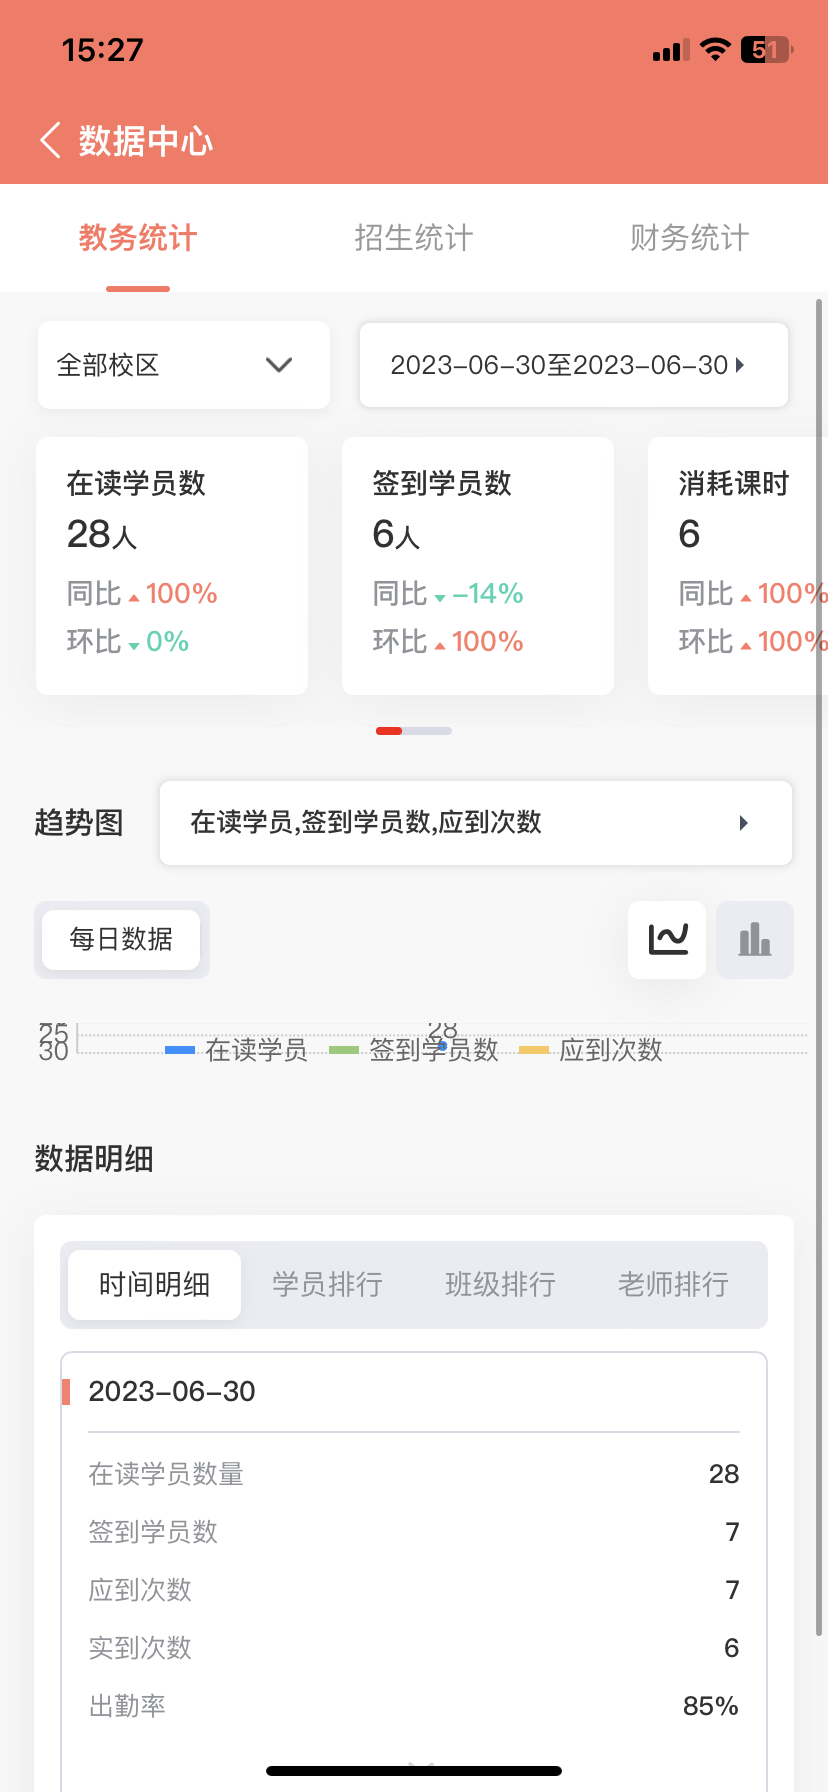 15:27
51
数据中心
教务统计 招生统计 财务统计
全部校区 2023-06-30至2023-06-30
在读学员数 签到学员数 消耗课时
28人 6人 6
同比 100% 同比 -14% 同比 100%
环比 0% 环比 100% 环比 100%
趋势图 在读学员,签到学员数,应到次数
每日数据
25 28
30 在读学员 签到学员数 应到次数
数据明细
时间明细 学员排行 班级排行 老师排行
2023-06-30
在读学员数量 28
签到学员数 7
应到次数 7
实到次数 6
出勤率 85%